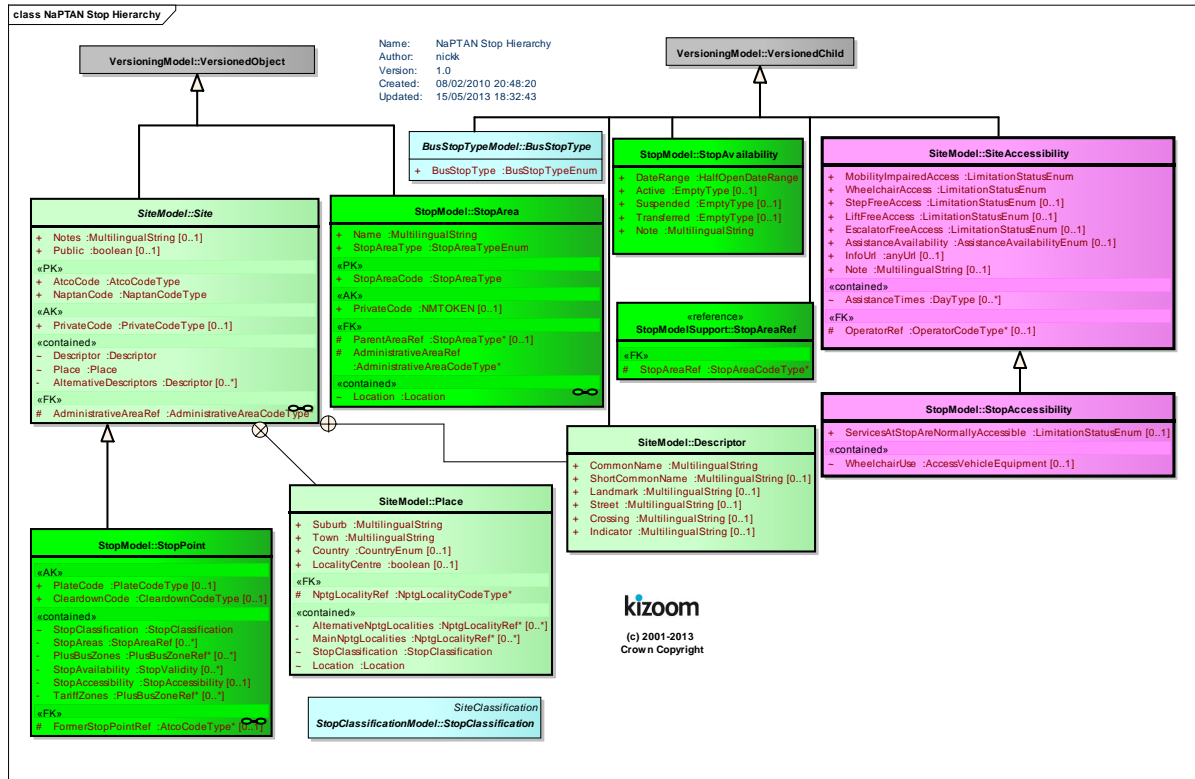 class NaPTAN Stop Hierarchy
VersioningModel::VersionedObject
Name: NaPTAN Stop Hierarchy
Author: nickk
Version: 1.0
Created: 08/02/2010 20:48:20
Updated: 15/05/2013 18:32:43
VersioningModel::VersionedChild
BusStopTypeModel::BusStopType
+ BusStopType :BusStopTypeEnum
StopModel::StopAvailability
+ DateRange :HalfOpenDateRange
+ Active :EmptyType [0..1]
+ Suspended :EmptyType [0..1]
+ Transferred :EmptyType [0..1]
+ Note :MultilingualString
SiteModel::SiteAccessibility
+ MobilityImpairedAccess :LimitationStatusEnum
+ WheelchairAccess :LimitationStatusEnum
+ StepFreeAccess :LimitationStatusEnum [0..1]
+ LiftFreeAccess :LimitationStatusEnum [0..1]
+ EscalatorFreeAccess :LimitationStatusEnum [0..1]
+ AssistanceAvailability :AssistanceAvailabilityEnum [0..1]
+ InfoUrl :anyUrl [0..1]
+ Note :MultilingualString [0..1]
«contained»
~ AssistanceTimes :DayType [0..*]
«FK»
# OperatorRef :OperatorCodeType* [0..1]
SiteModel::Site
+ Notes :MultilingualString [0..1]
+ Public :boolean [0..1]
«PK»
+ AtcoCode :AtcoCodeType
+ NaptanCode :NaptanCodeType
«AK»
+ PrivateCode :PrivateCodeType [0..1]
«contained»
~ Descriptor :Descriptor
~ Place :Place
- AlternativeDescriptors :Descriptor [0..*]
«FK»
# AdministrativeAreaRef :AdministrativeAreaCodeType
StopModel::StopArea
+ Name :MultilingualString
+ StopAreaType :StopAreaTypeEnum
«PK»
+ StopAreaCode :StopAreaType
«AK»
+ PrivateCode :NMTOKEN [0..1]
«FK»
# ParentAreaRef :StopAreaType* [0..1]
# AdministrativeAreaRef
:AdministrativeAreaCodeType*
«contained»
~ Location :Location
«reference»
StopModelSupport::StopAreaRef
«FK»
# StopAreaRef :StopAreaCodeType*
StopModel::StopAccessibility
+ ServicesAtStopAreNormallyAccessible :LimitationStatusEnum [0..1]
«contained»
~ WheelchairUse :AccessVehicleEquipment [0..1]
SiteModel::Descriptor
+ CommonName :MultilingualString
+ ShortCommonName :MultilingualString [0..1]
+ Landmark :MultilingualString [0..1]
+ Street :MultilingualString [0..1]
+ Crossing :MultilingualString [0..1]
+ Indicator :MultilingualString [0..1]
SiteModel::Place
+ Suburb :MultilingualString
+ Town :MultilingualString
+ Country :CountryEnum [0..1]
+ LocalityCentre :boolean [0..1]
«FK»
# NptgLocalityRef :NptgLocalityCodeType*
«contained»
- AlternativeNptgLocalities :NptgLocalityRef* [0..*]
- MainNptgLocalities :NptgLocalityRef* [0..*]
~ StopClassification :StopClassification
~ Location :Location
StopModel::StopPoint
«AK»
+ PlateCode :PlateCodeType [0..1]
+ CleardownCode :CleardownCodeType [0..1]
«contained»
~ StopClassification :StopClassification
- StopAreas :StopAreaRef [0..*]
- PlusBusZones :PlusBusZoneRef* [0..*]
- StopAvailability :StopValidity [0..*]
- StopAccessibility :StopAccessibility [0..1]
- TariffZones :PlusBusZoneRef* [0..*]
«FK»
# FormerStopPointRef :AtcoCodeType* [0..1]
kizoom
(c) 2001-2013
Crown Copyright
SiteClassification
StopClassificationModel::StopClassification